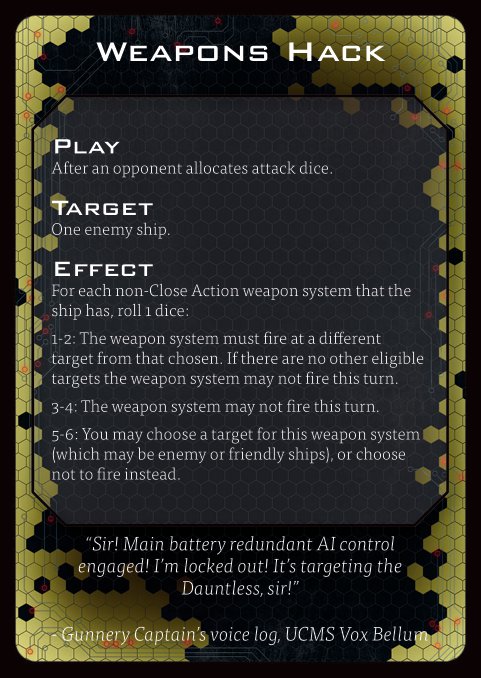 Weapons Hack
Play
After an opponent allocates attack dice.
Target
One enemy ship.
Effect
For each non-Close Action weapon system that the
ship has, roll 1 dice:
1-2: The weapon system must fire at a different
target from that chosen. If there are no other eligible
targets the weapon system may not fire this turn.
3-4: The weapon system may not fire this turn.
5-6: You may choose a target for this weapon system
(which may be enemy or friendly ships), or choose
not to fire instead.
“Sir! Main battery redundant AI control
engaged! I’m locked out! It’s targeting the
Dauntless, sir!”
- Gunnery Captain’s voice log, UCMS Vox Bellum